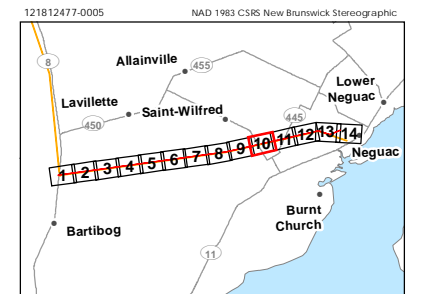 121812477-0005
NAD 1983 CSRS New Brunswick Stereographic
8
Allainville
455
Lower
Neguac
Lavillette
Saint-Wilfred
450
445
1 2 3 4 5 6 7 8 9 10 11 12 13 14
Neguac
Burnt
Church
Bartibog
11